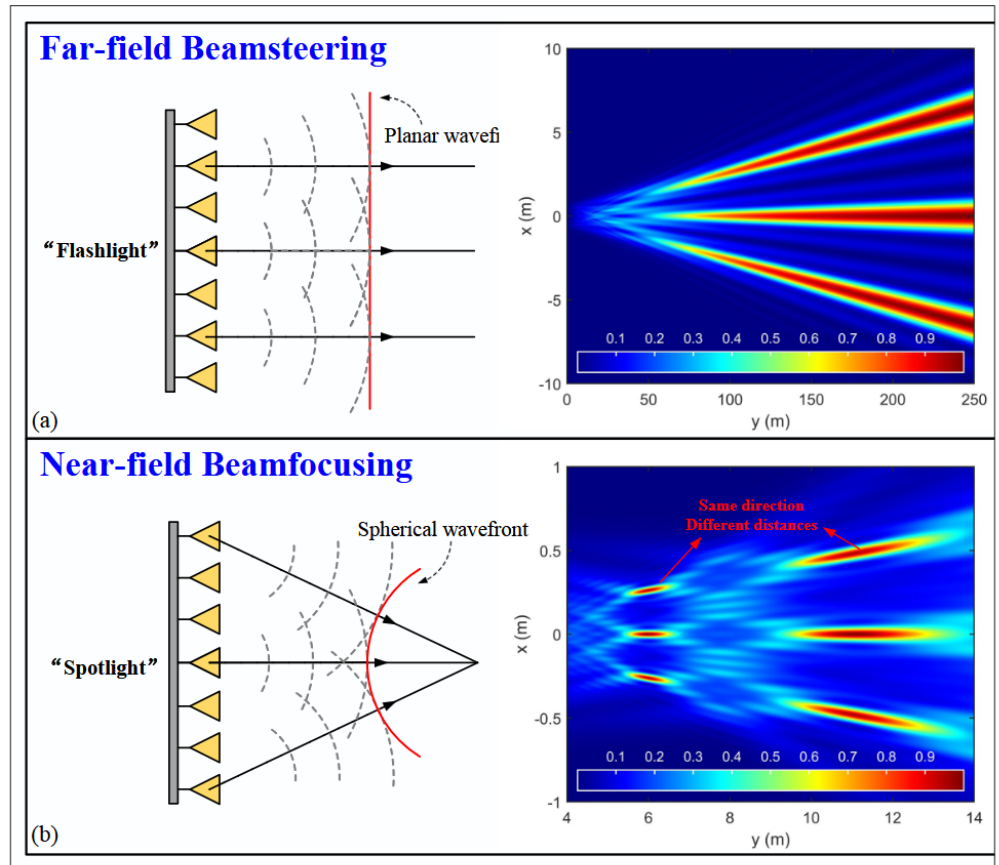 Far-field Beamsteering
Planar wavefi
“Flashlight”
(a)
10
5
0
-5
-10
x (m)
0.1 0.2 0.3 0.4 0.5 0.6 0.7 0.8 0.9
0 50 100 150 200 250
y (m)
Near-field Beamfocusing
Spherical wavefront
“Spotlight”
(b)
Same direction
Different distances
1
0.5
0
-0.5
-1
x (m)
0.1 0.2 0.3 0.4 0.5 0.6 0.7 0.8 0.9
4 6 8 10 12 14
y (m)